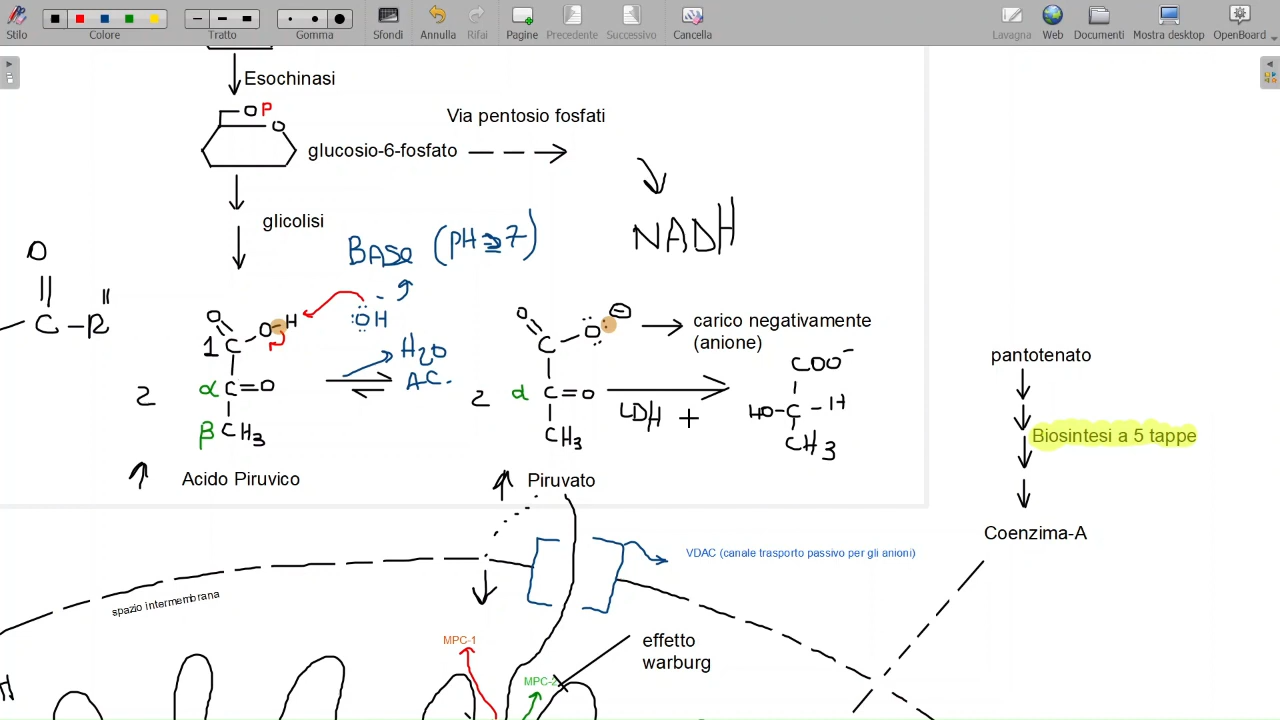 Stilo
Colore
Tratto
Gomma
Sfondi
Annulla
Rifai
Pagine
Precedente
Successivo
Cancella
Lavagna
Web
Documenti
Mostra desktop
OpenBoard
Esochinasi
O P
O
Via pentosio fosfati
glucosio-6-fosfato
glicolisi
NADH
BASE (PH ≥ 7)
O
C - R"
O
O - H
1 C
α C = O
β CH3
2
Acido Piruvico
OH-
H2O
AC.
2
O
O -
C
α C = O
CH3
Piruvato
carico negativamente
(anione)
LDH +
COO-
HO - C - H
CH3
pantotenato
Biosintesi a 5 tappe
Coenzima-A
VDAC (canale trasporto passivo per gli anioni)
spazio intermembrana
MPC-1
MPC-2
effetto
warburg
H